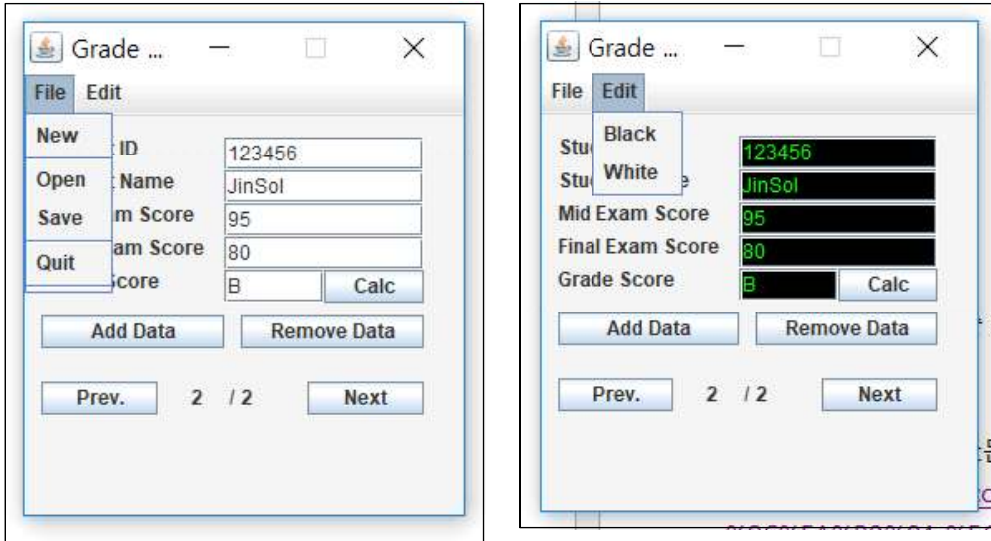 Grade ...
File Edit
New
ID
123456
Open
Name
JinSol
Save
m Score
95
am Score
80
Quit
core
B
Calc
Add Data
Remove Data
Prev.
2 / 2
Next
Grade ...
File Edit
Black
Stu
123456
White
Stu
e
JinSol
Mid Exam Score
95
Final Exam Score
80
Grade Score
B
Calc
Add Data
Remove Data
Prev.
2 / 2
Next